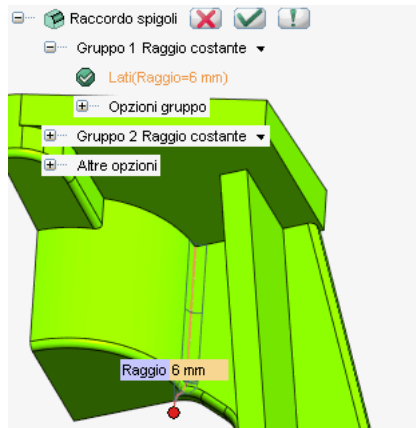 Raccordo spigoli
Gruppo 1 Raggio costante
Lati(Raggio=6 mm)
Opzioni gruppo
Gruppo 2 Raggio costante
Altre opzioni
Raggio 6 mm